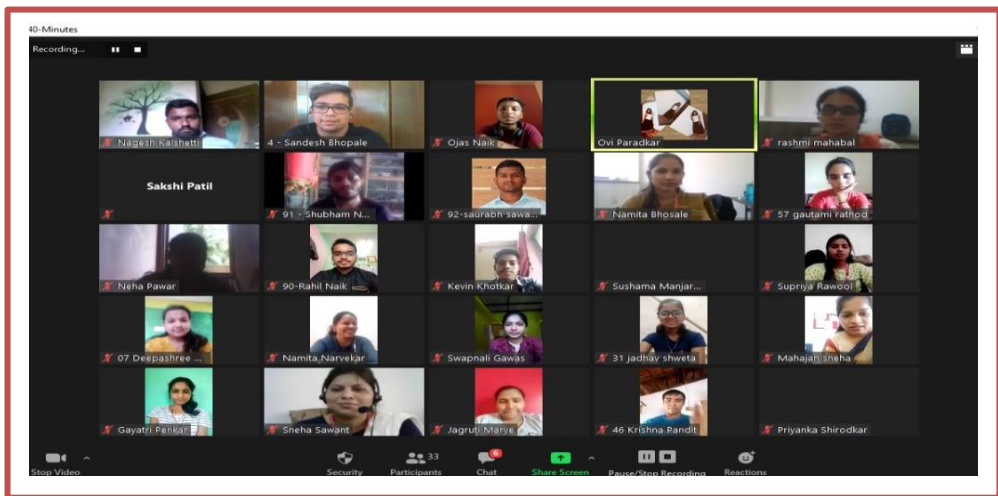 40-Minutes
Recording...
Nagesh Kalshetti
4 - Sandesh Bhopale
Ojas Naik
Ovi Paradkar
rashmi mahabal
Sakshi Patil
91 - Shubham N...
92-saurabh sawa...
Namita Bhosale
57 gautami rathod
Neha Pawar
90-Rahil Naik
Kevin Khotkar
Sushama Manjar...
Supriya Rawool
07 Deepashree ...
Namita Narvekar
Swapnali Gawas
31 jadhav shweta
Mahajan sneha
Gayatri Penkar
Sneha Sawant
Jagruti Marye
46 Krishna Pandit
Priyanka Shirodkar
Stop Video
Security
Participants
33
Chat
6
Share Screen
Pause/Stop Recording
Reactions